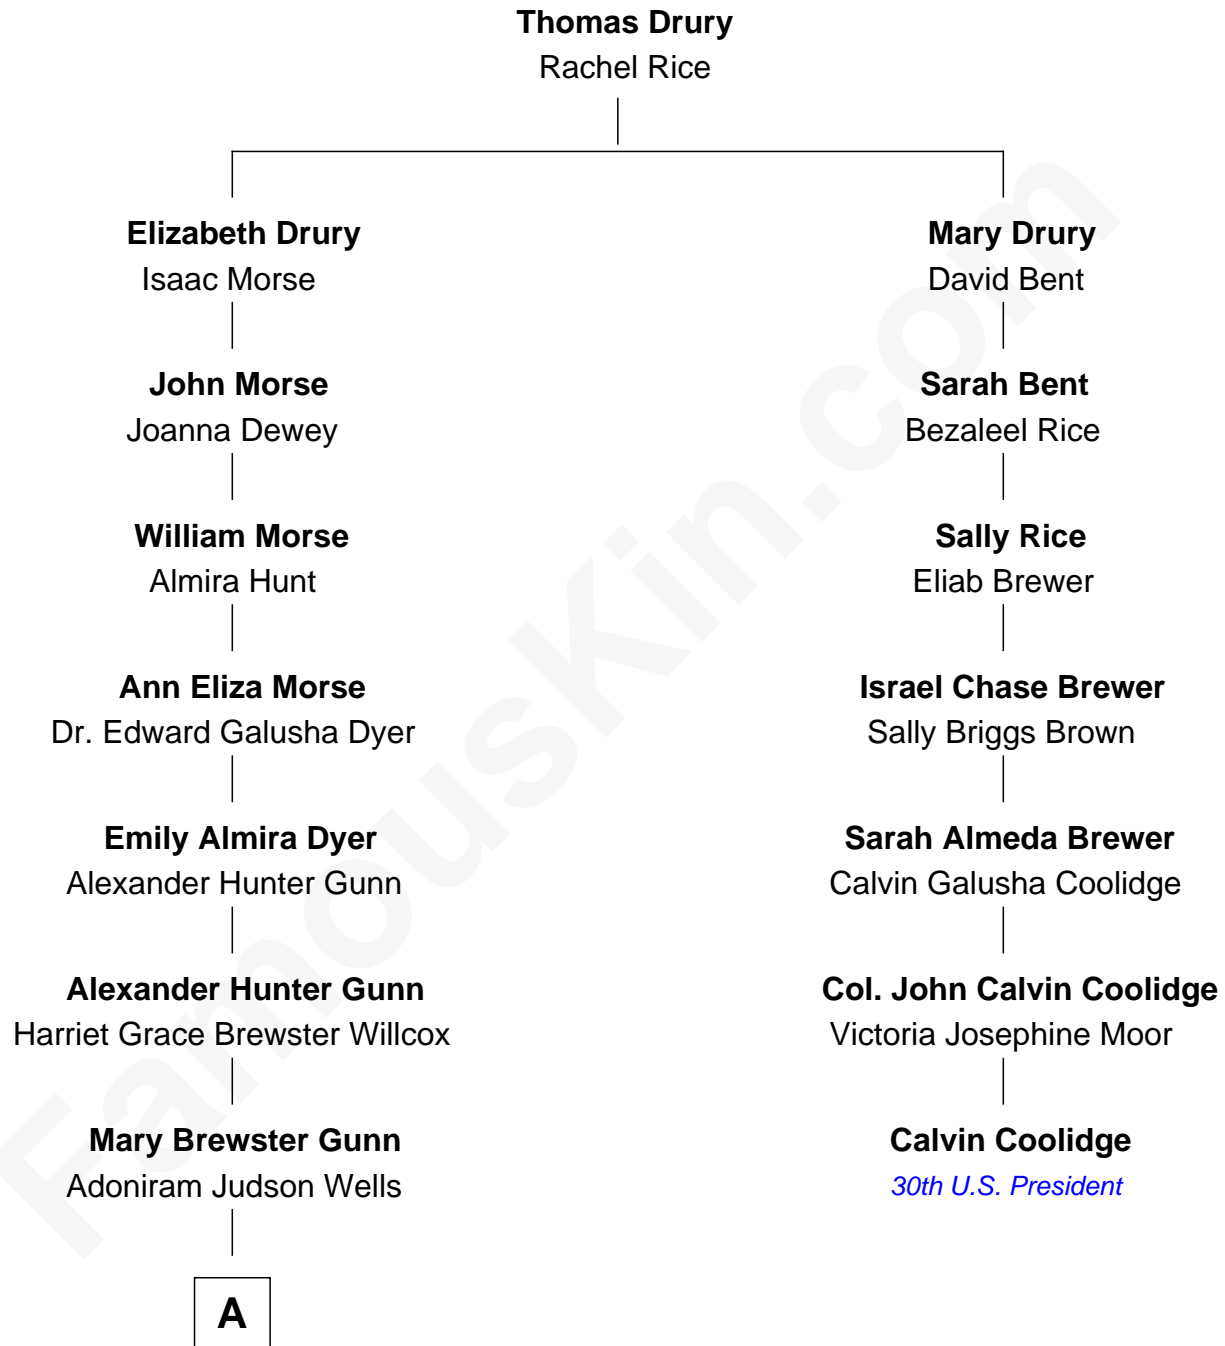 Thomas Drury
Rachel Rice
Elizabeth Drury
Isaac Morse
Mary Drury
David Bent
John Morse
Joanna Dewey
Sarah Bent
Bezaleel Rice
William Morse
Almira Hunt
Sally Rice
Eliab Brewer
Ann Eliza Morse
Dr. Edward Galusha Dyer
Israel Chase Brewer
Sally Briggs Brown
Emily Almira Dyer
Alexander Hunter Gunn
Sarah Almeda Brewer
Calvin Galusha Coolidge
Alexander Hunter Gunn
Harriet Grace Brewster Willcox
Col. John Calvin Coolidge
Victoria Josephine Moor
Mary Brewster Gunn
Adoniram Judson Wells
Calvin Coolidge
30th U.S. President
A
FamousKin.com